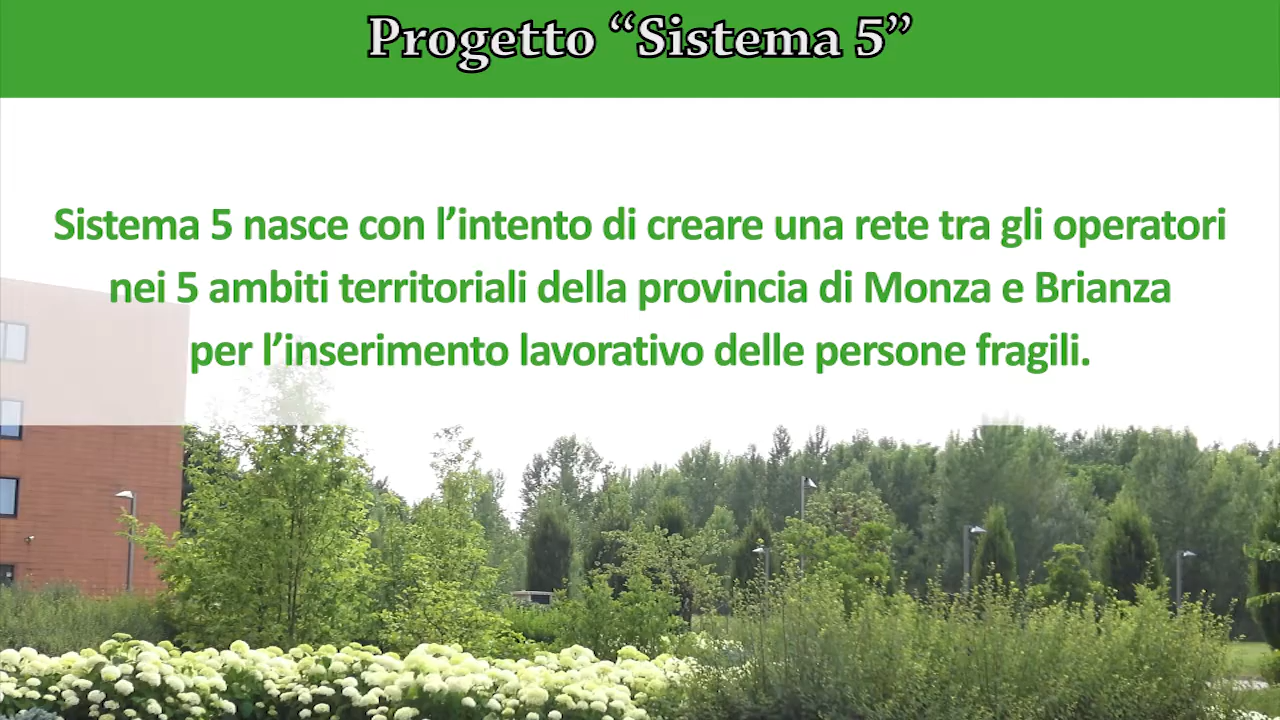 Progetto “Sistema 5”
Sistema 5 nasce con l’intento di creare una rete tra gli operatori
nei 5 ambiti territoriali della provincia di Monza e Brianza
per l’inserimento lavorativo delle persone fragili.